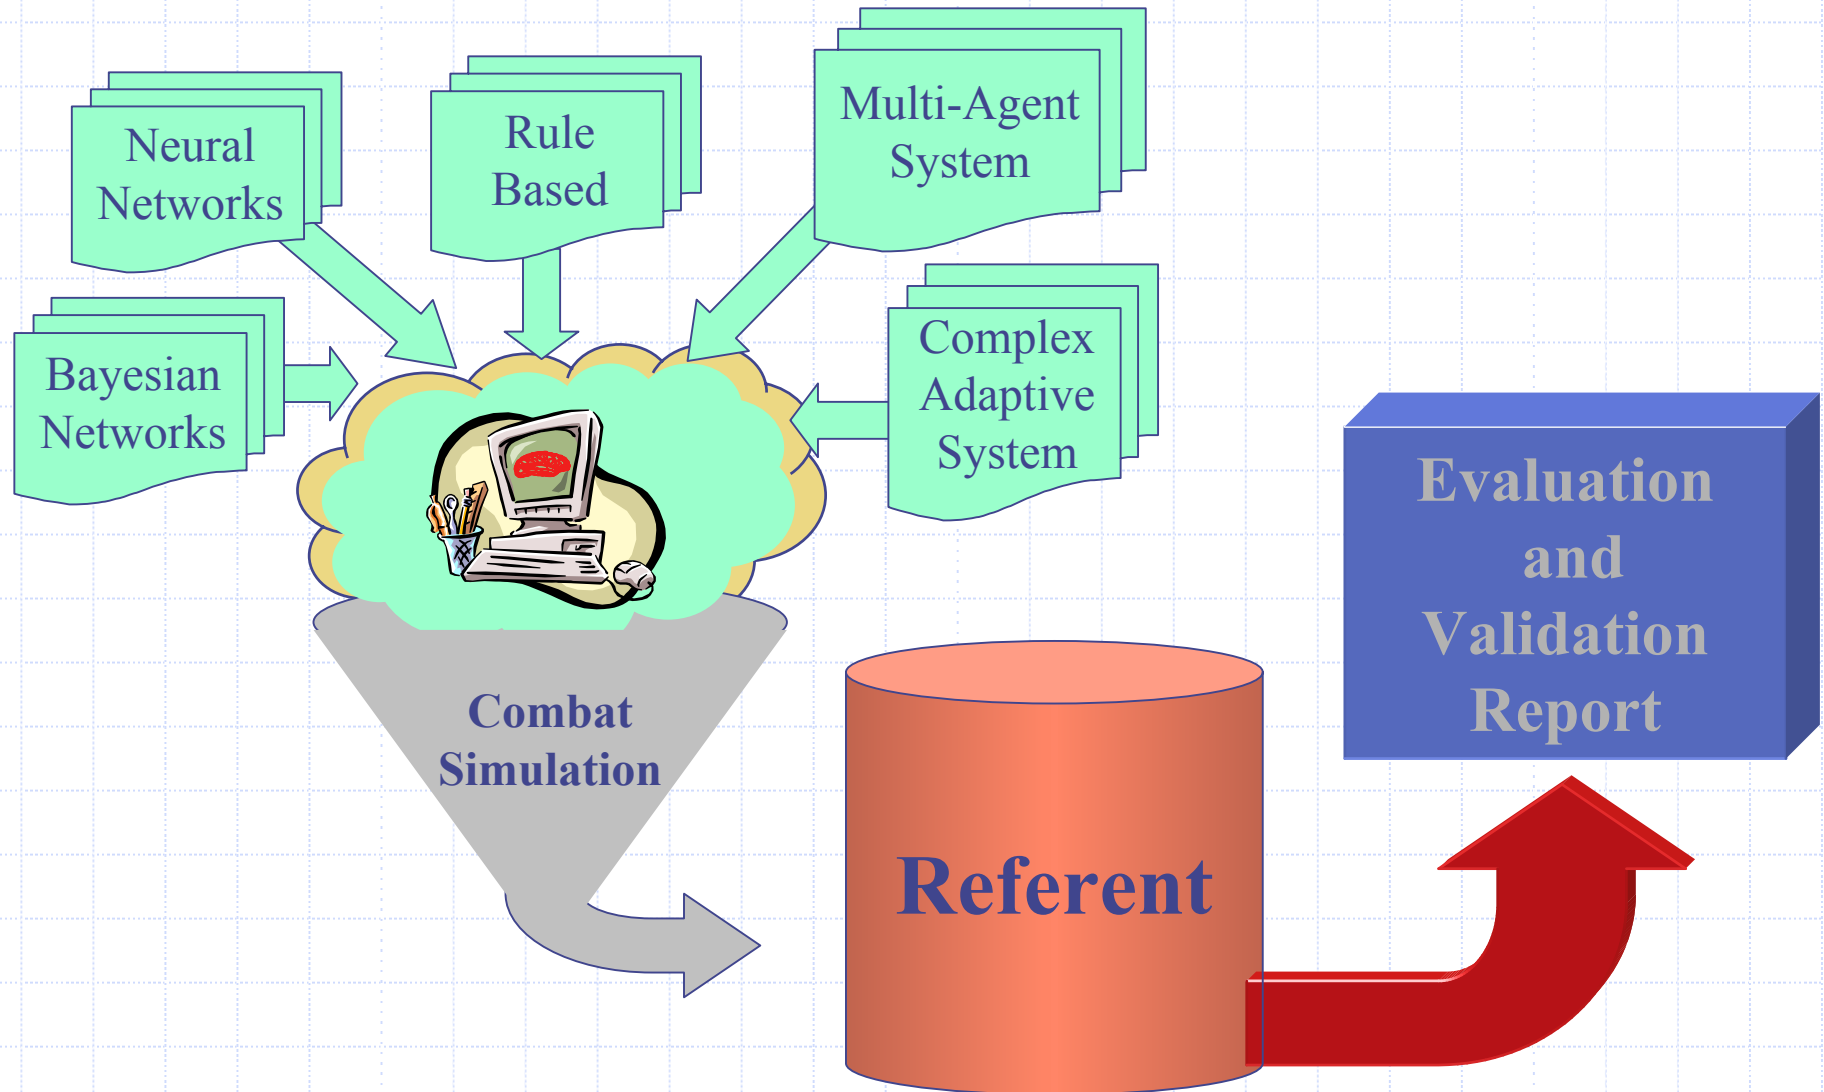 Neural
Networks
Rule
Based
Multi-Agent
System
Bayesian
Networks
Complex
Adaptive
System
Combat
Simulation
Referent
Evaluation
and
Validation
Report